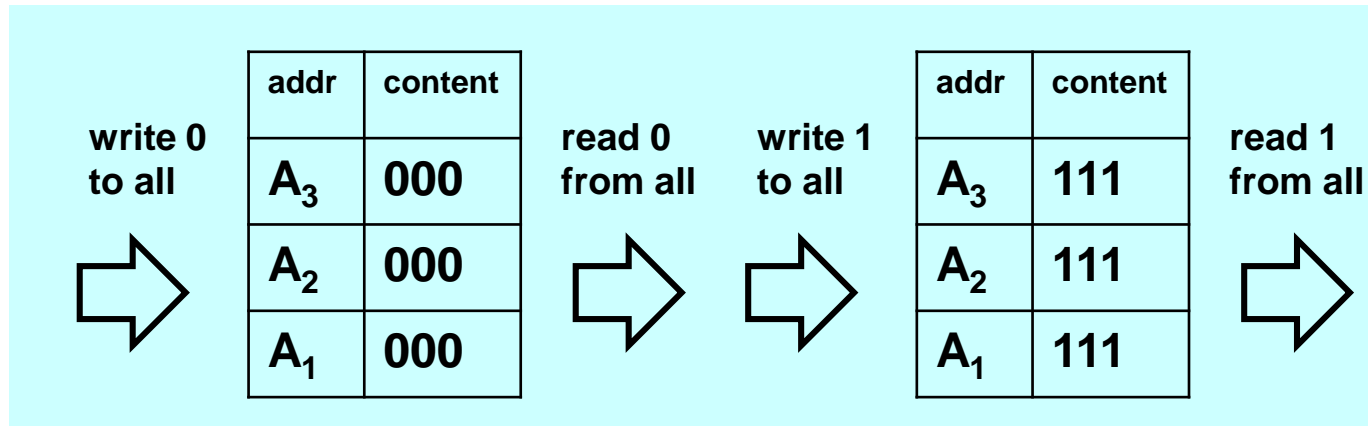 write 0
to all
addr content
A₃ 000
A₂ 000
A₁ 000
read 0
from all
write 1
to all
addr content
A₃ 111
A₂ 111
A₁ 111
read 1
from all